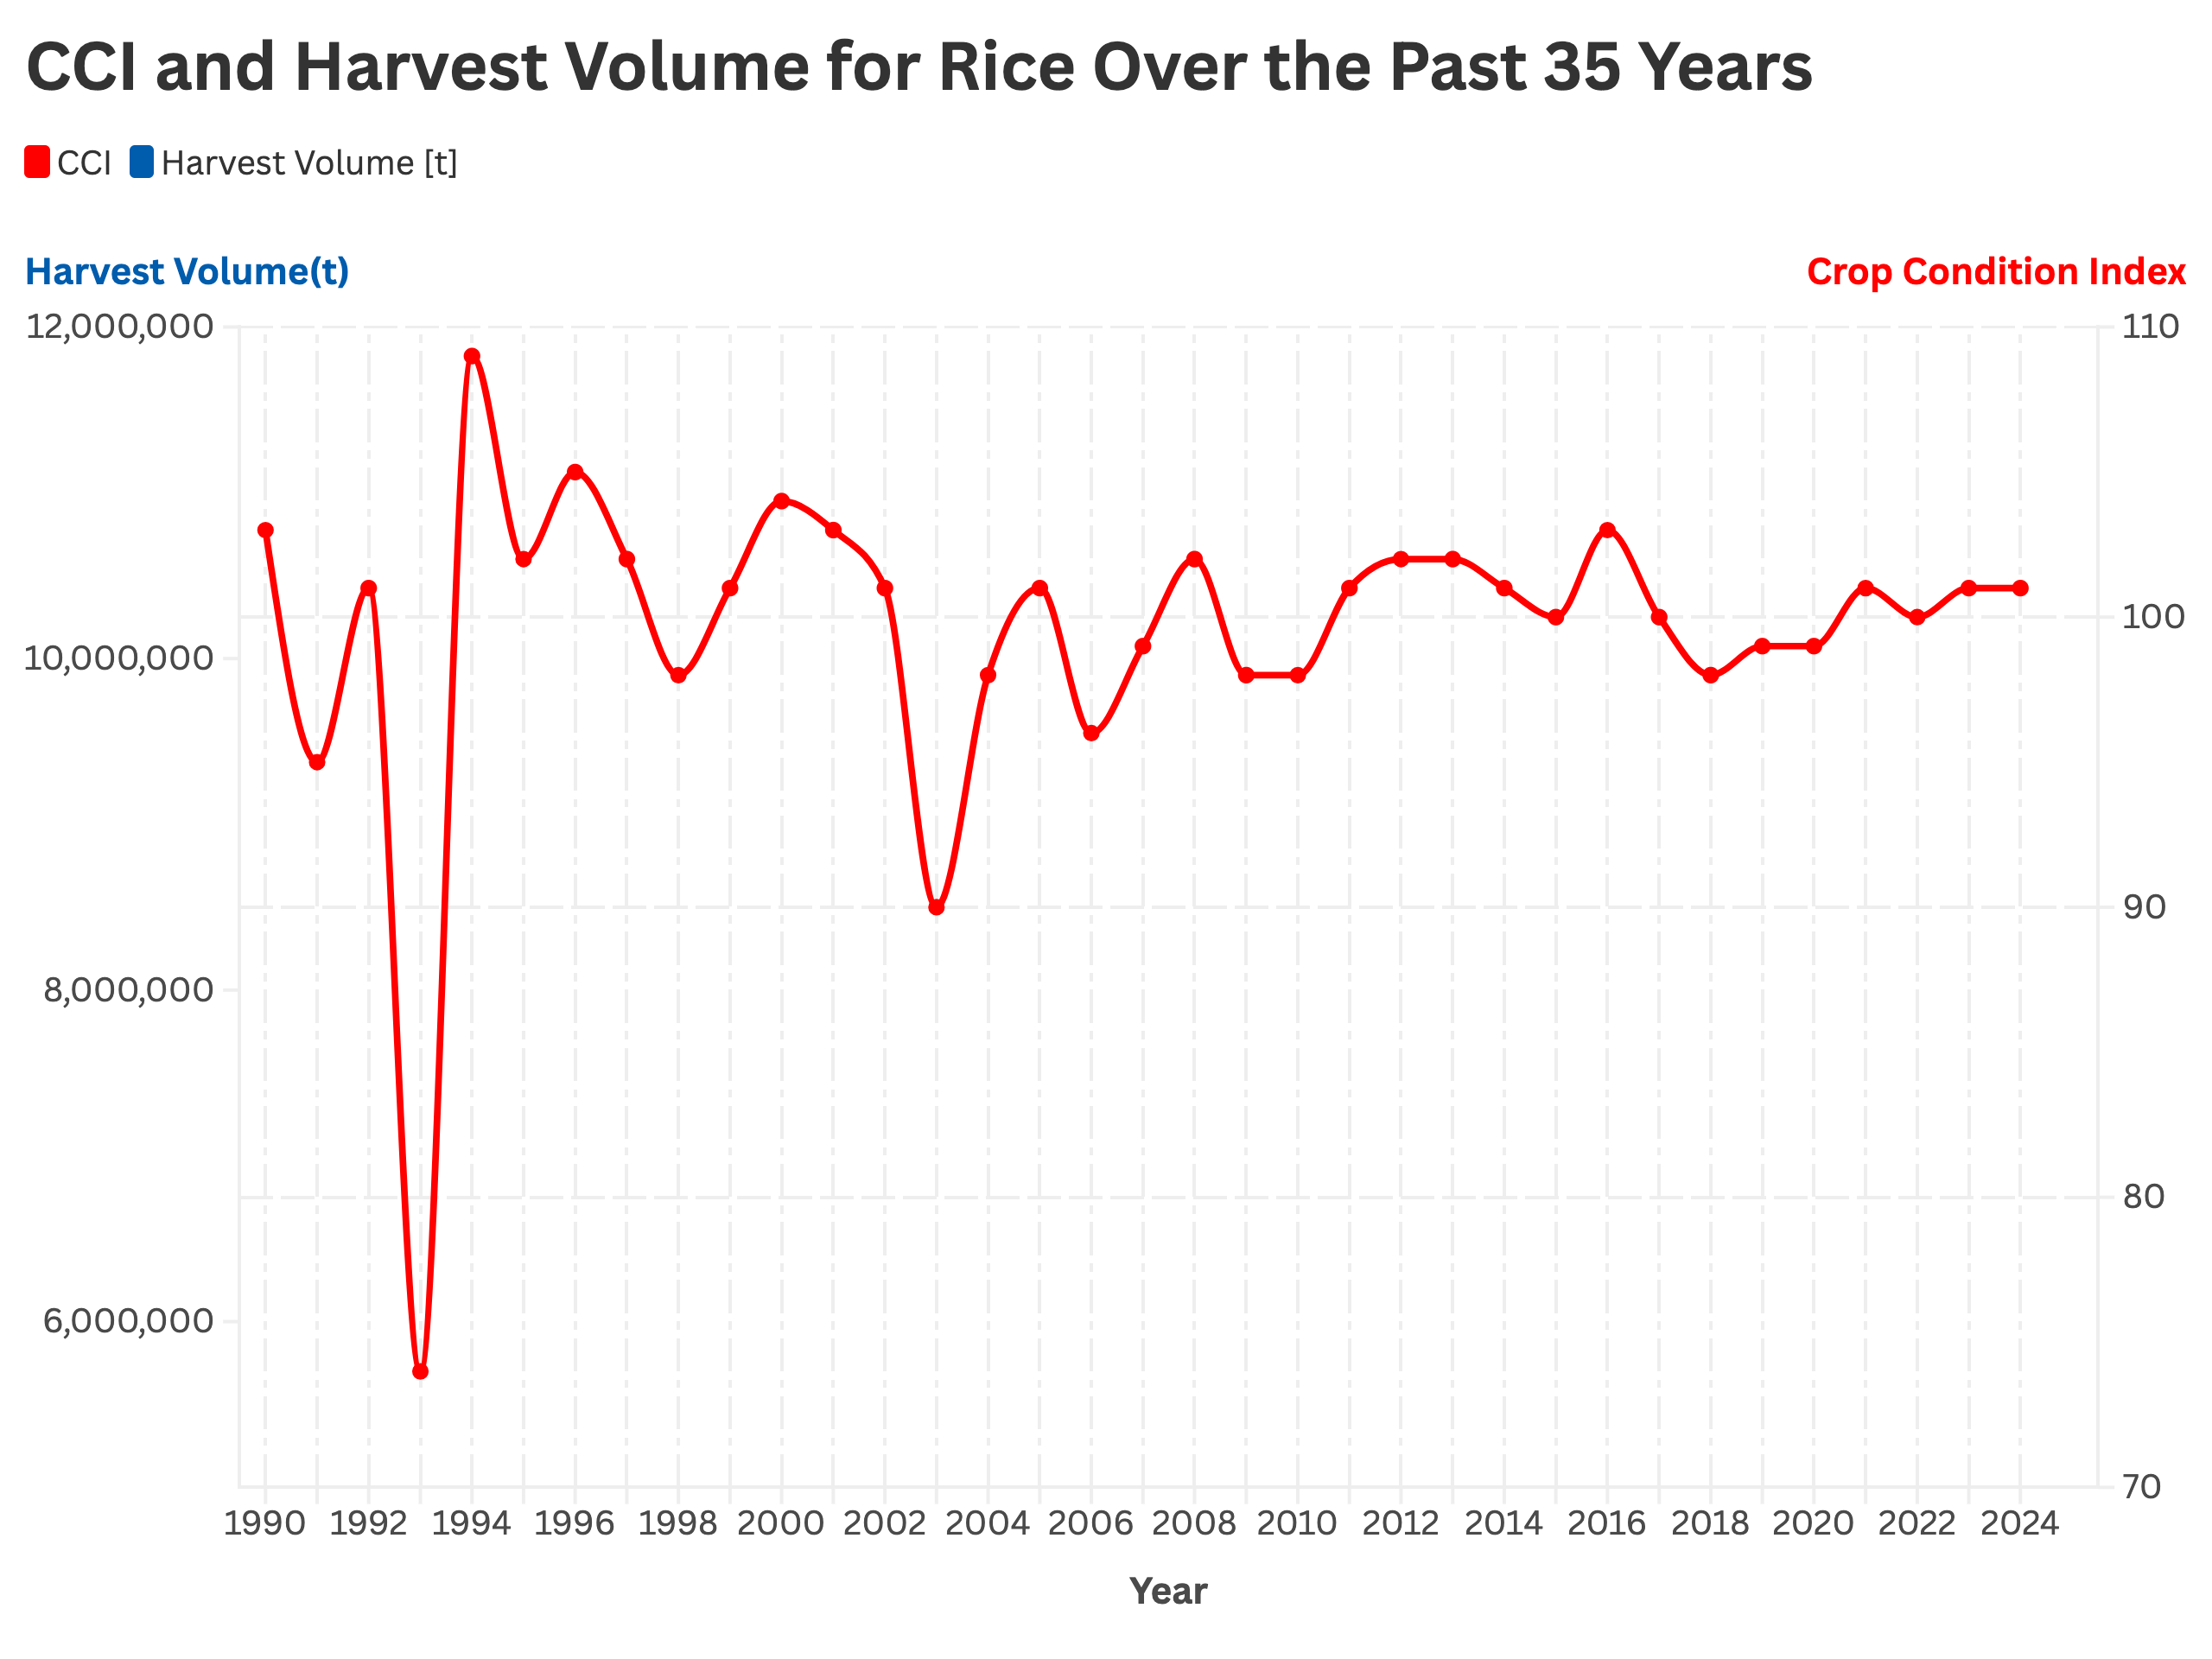 CCI and Harvest Volume for Rice Over the Past 35 Years
CCI Harvest Volume [t]
Harvest Volume(t) Crop Condition Index
12,000,000 110
100
10,000,000
90
8,000,000
80
6,000,000
70
1990 1992 1994 1996 1998 2000 2002 2004 2006 2008 2010 2012 2014 2016 2018 2020 2022 2024
Year